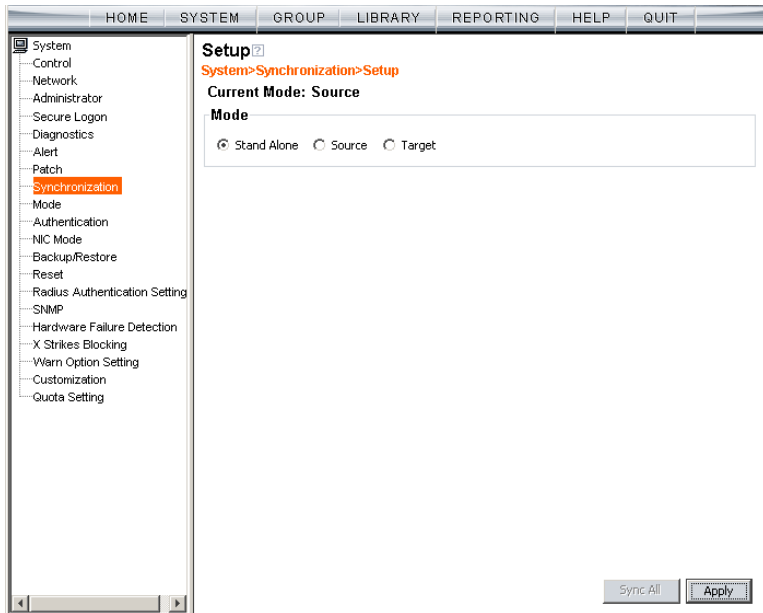 HOME SYSTEM GROUP LIBRARY REPORTING HELP QUIT
System
Control
Network
Administrator
Secure Logon
Diagnostics
Alert
Patch
Synchronization
Mode
Authentication
NIC Mode
Backup/Restore
Reset
Radius Authentication Setting
SNMP
Hardware Failure Detection
X Strikes Blocking
Warn Option Setting
Customization
Quota Setting
Setup ?
System>Synchronization>Setup
Current Mode: Source
Mode
Stand Alone Source Target
Sync All Apply